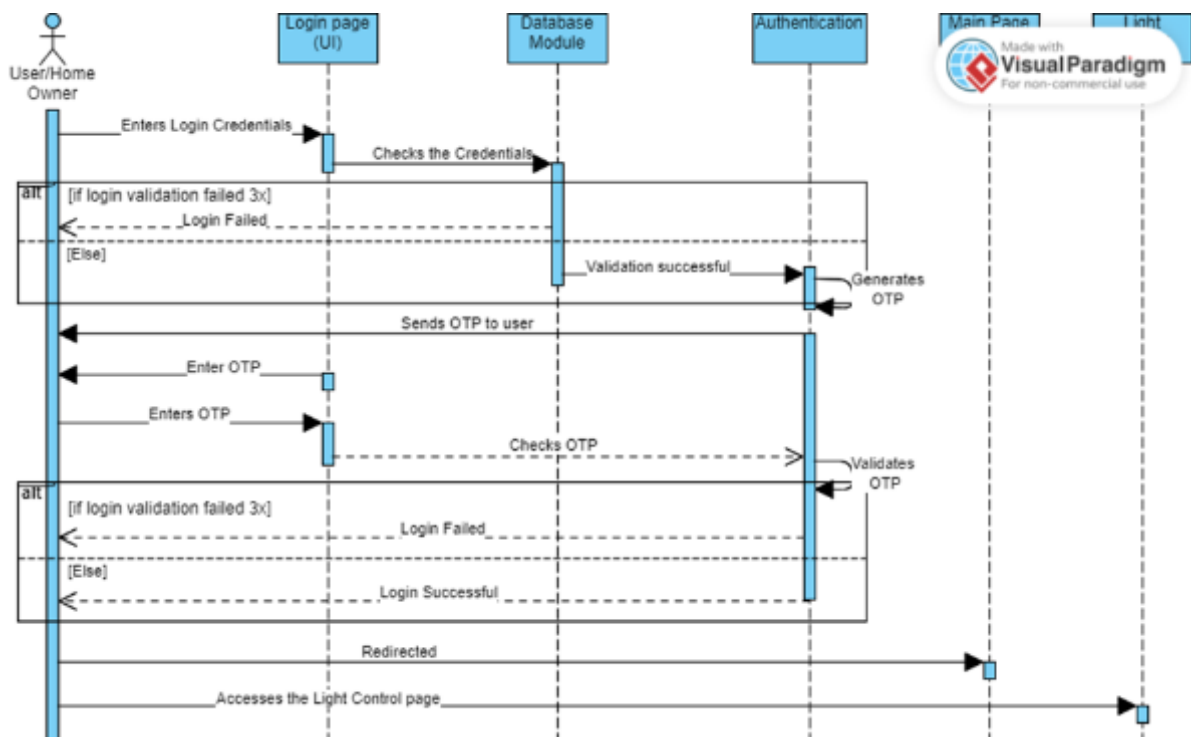 Login page
(UI)
Database
Module
Authentication
Main Page
Light
Made with
VisualParadigm
For non-commercial use
User/Home
Owner
Enters Login Credentials
Checks the Credentials
alt
[if login validation failed 3x]
Login Failed
[Else]
Validation successful
Generates
OTP
Sends OTP to user
Enter OTP
Enters OTP
Checks OTP
Validates
OTP
alt
[if login validation failed 3x]
Login Failed
[Else]
Login Successful
Redirected
Accesses the Light Control page